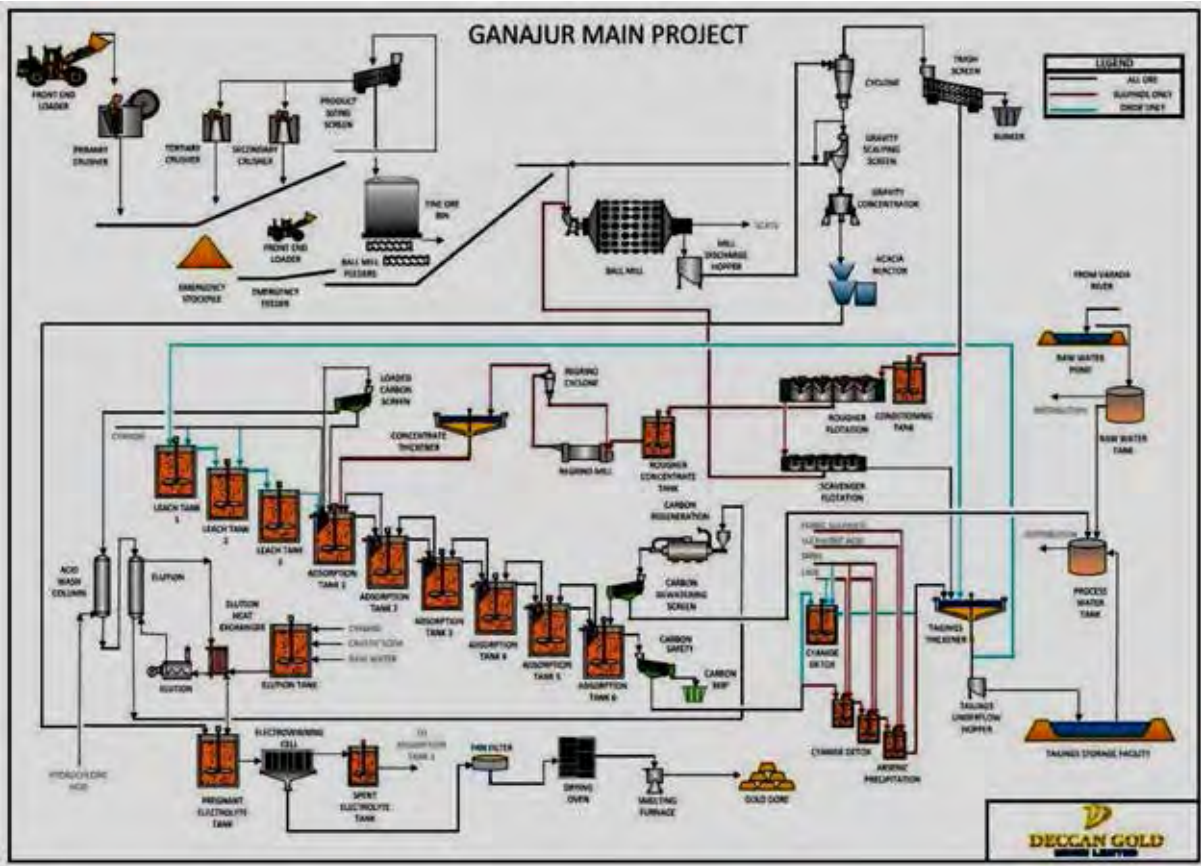 GANAJUR MAIN PROJECT
LEGEND
ALL ORE
SULPHIDE ONLY
OXIDE ONLY
FRONT END
LOADER
PRIMARY
CRUSHER
TERTIARY
CRUSHER
SECONDARY
CRUSHER
PRODUCT
SIZING
SCREEN
FINE ORE
BIN
FRONT END
LOADER
BALL MILL
FEEDERS
EMERGENCY
STOCKPILE
EMERGENCY
FEEDER
BALL MILL
SCATS
MILL
DISCHARGE
HOPPER
CYCLONE
GRAVITY
SCALPING
SCREEN
GRAVITY
CONCENTRATOR
ACACIA
REACTOR
TRASH
SCREEN
BUNKER
FROM VARADA
RIVER
RAW WATER
POND
DISTRIBUTION
RAW WATER
TANK
LOADED
CARBON
SCREEN
CYANIDE
CONCENTRATE
THICKENER
REGRIND
CYCLONE
REGRIND MILL
ROUGHER
CONCENTRATE
TANK
ROUGHER
FLOTATION
CONDITIONING
TANK
SCAVENGER
FLOTATION
LEACH TANK
1
LEACH TANK
2
LEACH TANK
ADSORPTION
TANK 1
ADSORPTION
TANK 2
ADSORPTION
TANK 3
ADSORPTION
TANK 4
ADSORPTION
TANK 5
ADSORPTION
TANK 6
CARBON
REGENERATION
CARBON
DEWATERING
SCREEN
CARBON
SAFETY
CARBON
SKIP
FERRIC SULPHATE
SULPHURIC ACID
LIME
DISTRIBUTION
PROCESS
WATER
TANK
CYANIDE
DETOX
CYANIDE DETOX
ARSENIC
PRECIPITATION
TAILINGS
THICKENER
TAILINGS
UNDERFLOW
HOPPER
TAILINGS STORAGE FACILITY
ACID
WASH
COLUMN
ELUTION
ELUTION
HEAT
EXCHANGER
ELUTION
ELUTION TANK
CYANIDE
CAUSTIC SODA
RAW WATER
HYDROCHLORIC
ACID
PREGNANT
ELECTROLYTE
TANK
ELECTROWINNING
CELL
SPENT
ELECTROLYTE
TANK
TO
ADSORPTION
TANK 1
PAN FILTER
DRYING
OVEN
SMELTING
FURNACE
GOLD DORE
DECCAN GOLD
MINES LIMITED